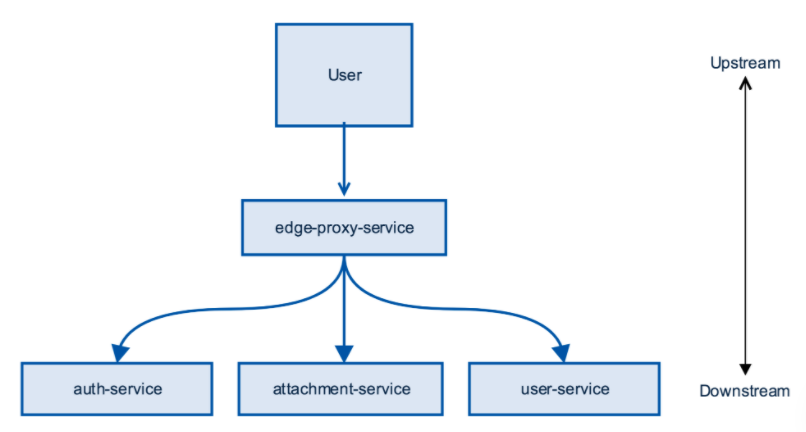 User
Upstream
edge-proxy-service
auth-service
attachment-service
user-service
Downstream